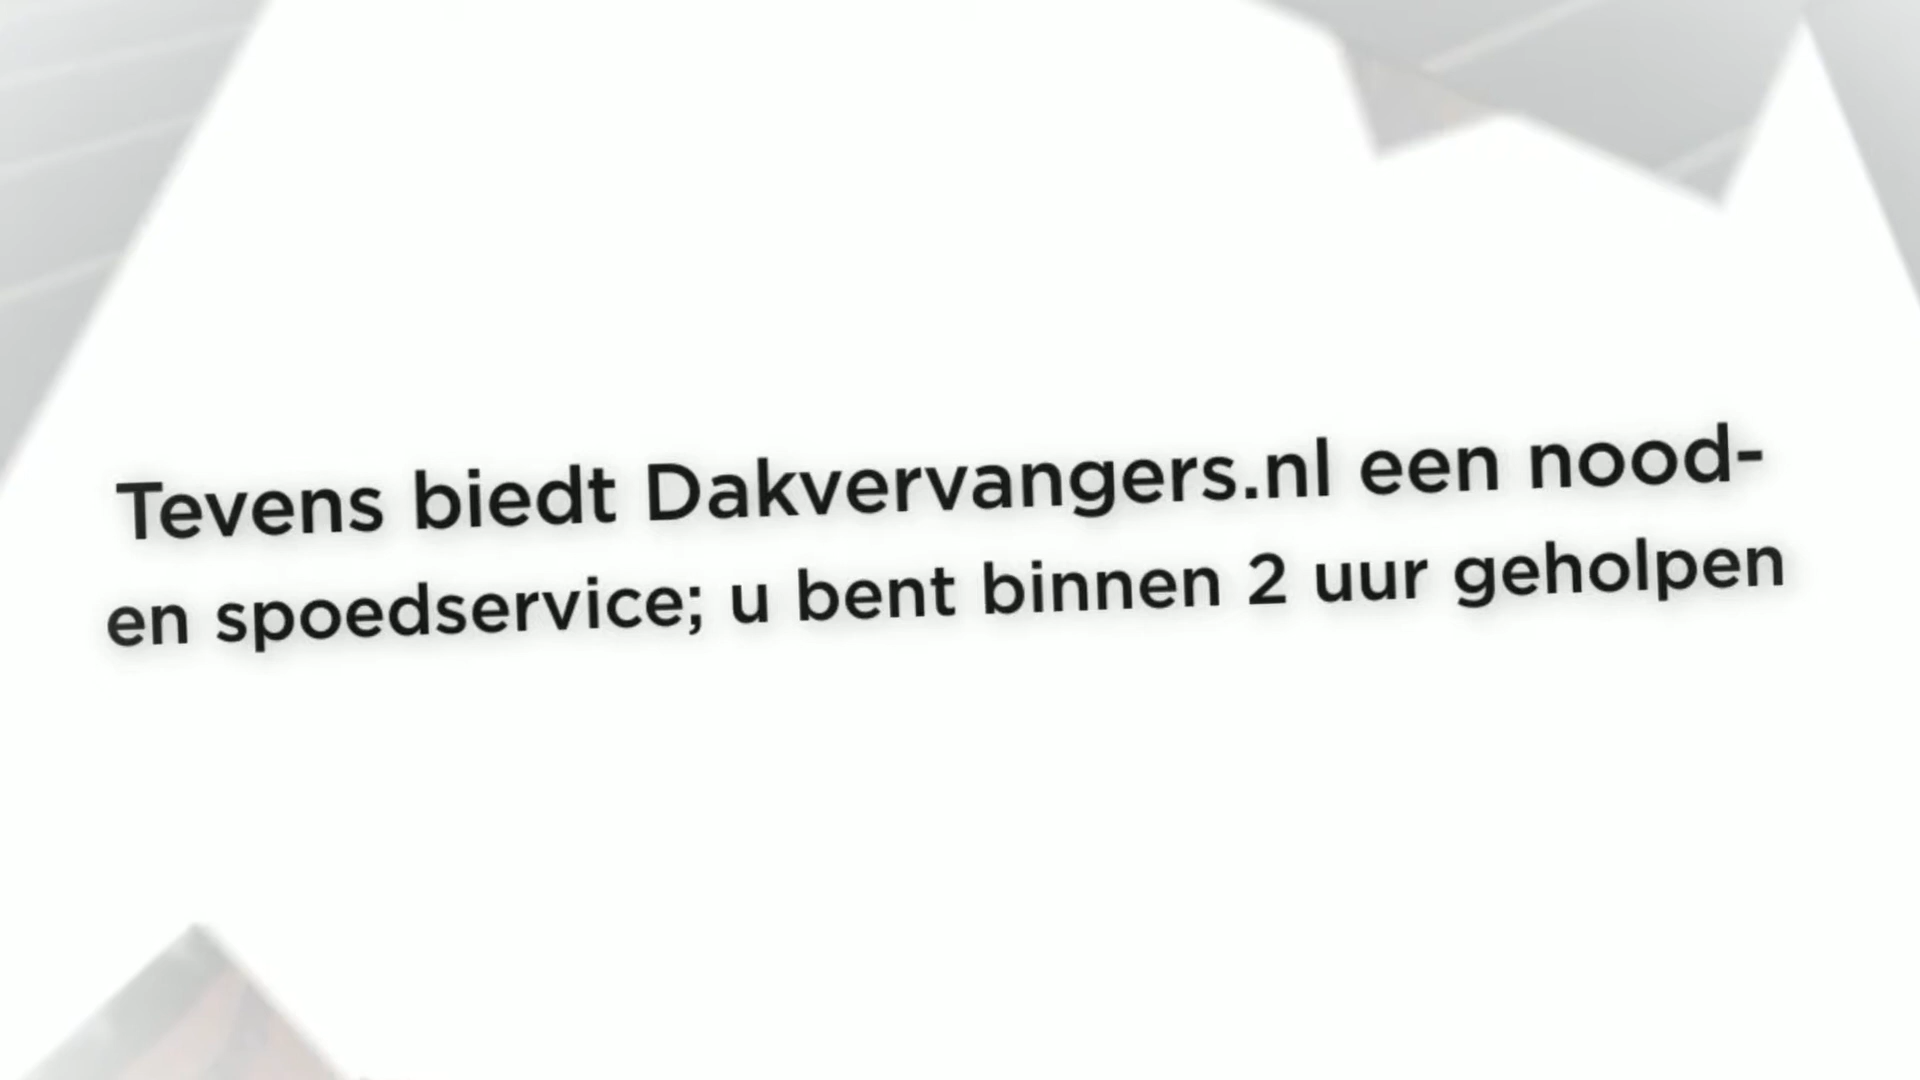 Tevens biedt Dakvervangers.nl een nood-
en spoedservice; u bent binnen 2 uur geholpen